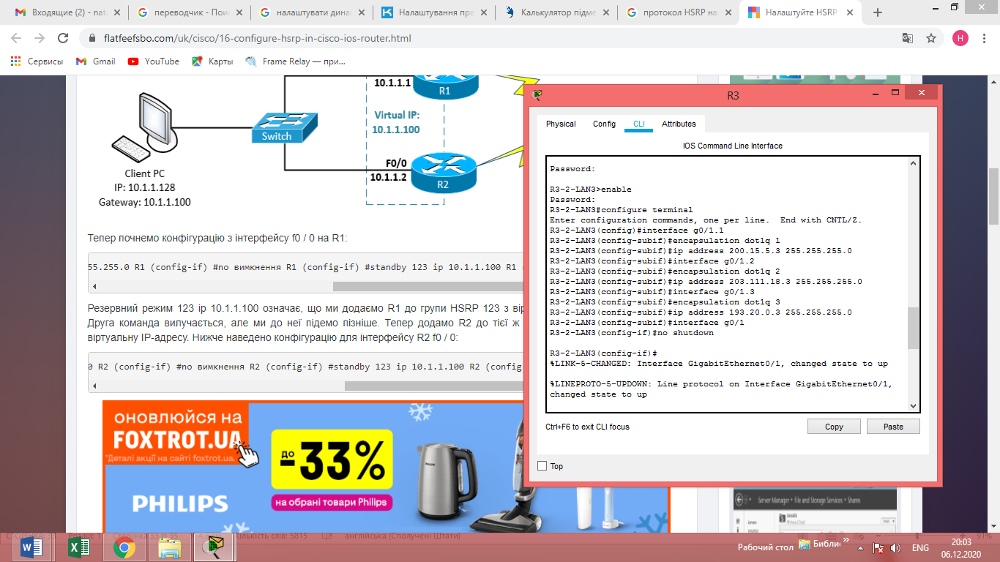 Входящие (2) - nat
переводчик - Пои
налаштувати дина
Налаштування пра
Калькулятор підме
протокол HSRP на
Налаштуйте HSRP
flatfeefsbo.com/uk/cisco/16-configure-hsrp-in-cisco-ios-router.html
H
Сервисы
Gmail
YouTube
Карты
Frame Relay — при...
10.1.1.1
R1
Virtual IP:
10.1.1.100
Switch
F0/0
10.1.1.2
R2
Client PC
IP: 10.1.1.128
Gateway: 10.1.1.100
Тепер почнемо конфігурацію з інтерфейсу f0 / 0 на R1:
55.255.0 R1 (config-if) #no вимкнення R1 (config-if) #standby 123 ip 10.1.1.100 R1 (
Резервний режим 123 ip 10.1.1.100 означає, що ми додаємо R1 до групи HSRP 123 з вір
Друга команда вилучається, але ми до неї підемо пізніше. Тепер додамо R2 до тієї ж
віртуальну IP-адресу. Нижче наведено конфігурацію для інтерфейсу R2 f0 / 0:
0 R2 (config-if) #no вимкнення R2 (config-if) #standby 123 ip 10.1.1.100 R2 (config-
ОНОВЛЮЙСЯ НА
FOXTROT.UA
*Деталі акції на сайті foxtrot.ua.
PHILIPS
до
-33%
на обрані товари Philips
R3
Physical
Config
CLI
Attributes
IOS Command Line Interface
Password:
R3-2-LAN3>enable
Password:
R3-2-LAN3#configure terminal
Enter configuration commands, one per line.  End with CNTL/Z.
R3-2-LAN3(config)#interface g0/1.1
R3-2-LAN3(config-subif)#encapsulation dot1q 1
R3-2-LAN3(config-subif)#ip address 200.15.5.3 255.255.255.0
R3-2-LAN3(config-subif)#interface g0/1.2
R3-2-LAN3(config-subif)#encapsulation dot1q 2
R3-2-LAN3(config-subif)#ip address 203.111.18.3 255.255.255.0
R3-2-LAN3(config-subif)#interface g0/1.3
R3-2-LAN3(config-subif)#encapsulation dot1q 3
R3-2-LAN3(config-subif)#ip address 193.20.0.3 255.255.255.0
R3-2-LAN3(config-subif)#interface g0/1
R3-2-LAN3(config-if)#no shutdown
R3-2-LAN3(config-if)#
%LINK-5-CHANGED: Interface GigabitEthernet0/1, changed state to up
%LINEPROTO-5-UPDOWN: Line protocol on Interface GigabitEthernet0/1,
changed state to up
Ctrl+F6 to exit CLI focus
Copy
Paste
Top
Server Manager • File and Storage Services • Shares
Розділ: 1
кількість слів: 5815
англійська (Сполучені Штати)
91%
Рабочий стол
Библи
ENG
20:03
06.12.2020